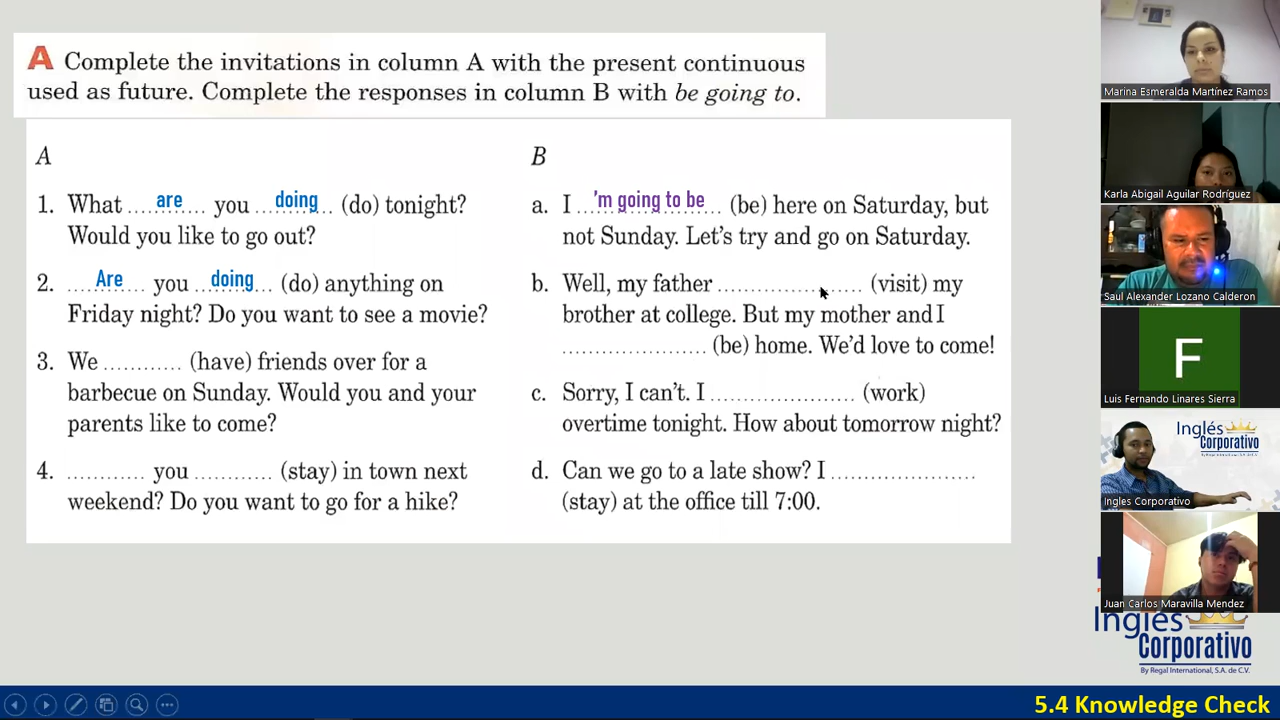 A Complete the invitations in column A with the present continuous
used as future. Complete the responses in column B with be going to.
A
1. What ....are.... you ....doing.... (do) tonight?
Would you like to go out?
2. ....Are.... you ....doing.... (do) anything on
Friday night? Do you want to see a movie?
3. We ............ (have) friends over for a
barbecue on Sunday. Would you and your
parents like to come?
4. ............ you ............ (stay) in town next
weekend? Do you want to go for a hike?
B
a. I ....'m going to be.... (be) here on Saturday, but
not Sunday. Let's try and go on Saturday.
b. Well, my father ...................... (visit) my
brother at college. But my mother and I
...................... (be) home. We'd love to come!
c. Sorry, I can't. I ...................... (work)
overtime tonight. How about tomorrow night?
d. Can we go to a late show? I ......................
(stay) at the office till 7:00.
Marina Esmeralda Martínez Ramos
Karla Abigail Aguilar Rodríguez
Saul Alexander Lozano Calderon
F
Luis Fernando Linares Sierra
Inglés
Corporativo
Ingles Corporativo
Juan Carlos Maravilla Mendez
Inglés
Corporativo
By Regal International, S.A. de C.V.
5.4 Knowledge Check